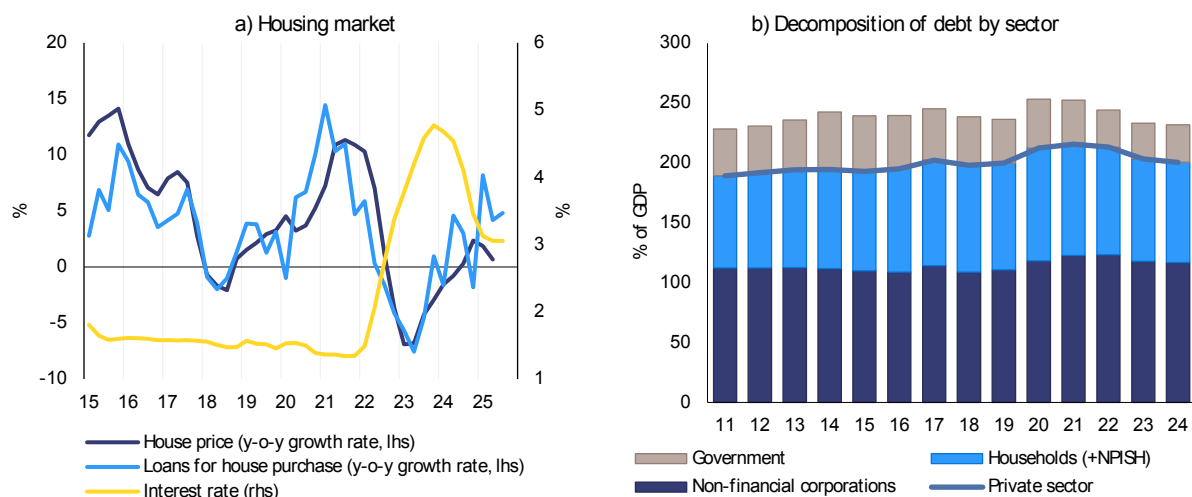 a) Housing market
20
15
10
5
0
-5
-10
%
6
5
4
3
2
1
%
15 16 17 18 19 20 21 22 23 24 25
House price (y-o-y growth rate, lhs)
Loans for house purchase (y-o-y growth rate, lhs)
Interest rate (rhs)
b) Decomposition of debt by sector
300
250
200
150
100
50
0
% of GDP
11 12 13 14 15 16 17 18 19 20 21 22 23 24
Government
Households (+NPISH)
Non-financial corporations
Private sector